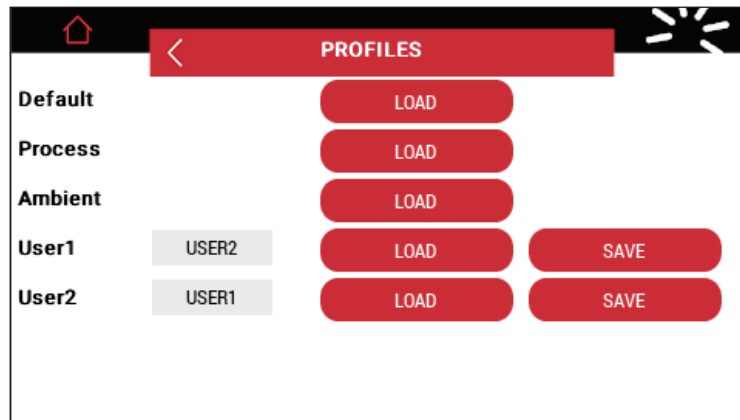 PROFILES
Default LOAD
Process LOAD
Ambient LOAD
User1 USER2 LOAD SAVE
User2 USER1 LOAD SAVE